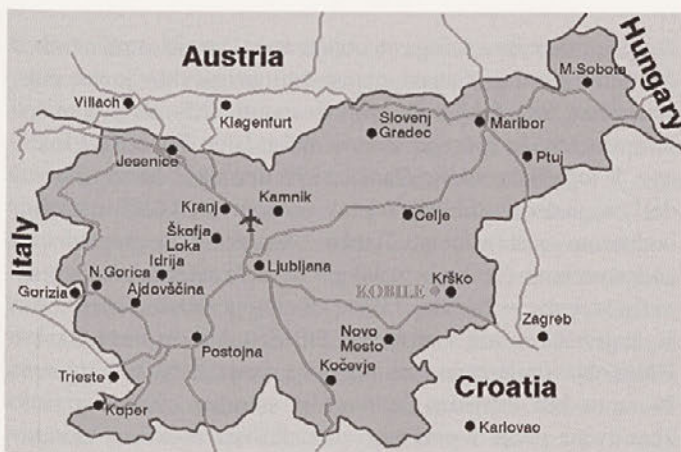 Austria
Hungary
M.Sobota
Villach
Klagenfurt
Slovenj
Gradec
Maribor
Jesenice
Ptuj
Kranj
Kamnik
Celje
Škofja
Loka
Italy
Idrija
Ljubljana
N.Gorica
Gorizia
Ajdovščina
KOBILE
Krško
Zagreb
Postojna
Novo
Mesto
Trieste
Kočevje
Koper
Croatia
Karlovao